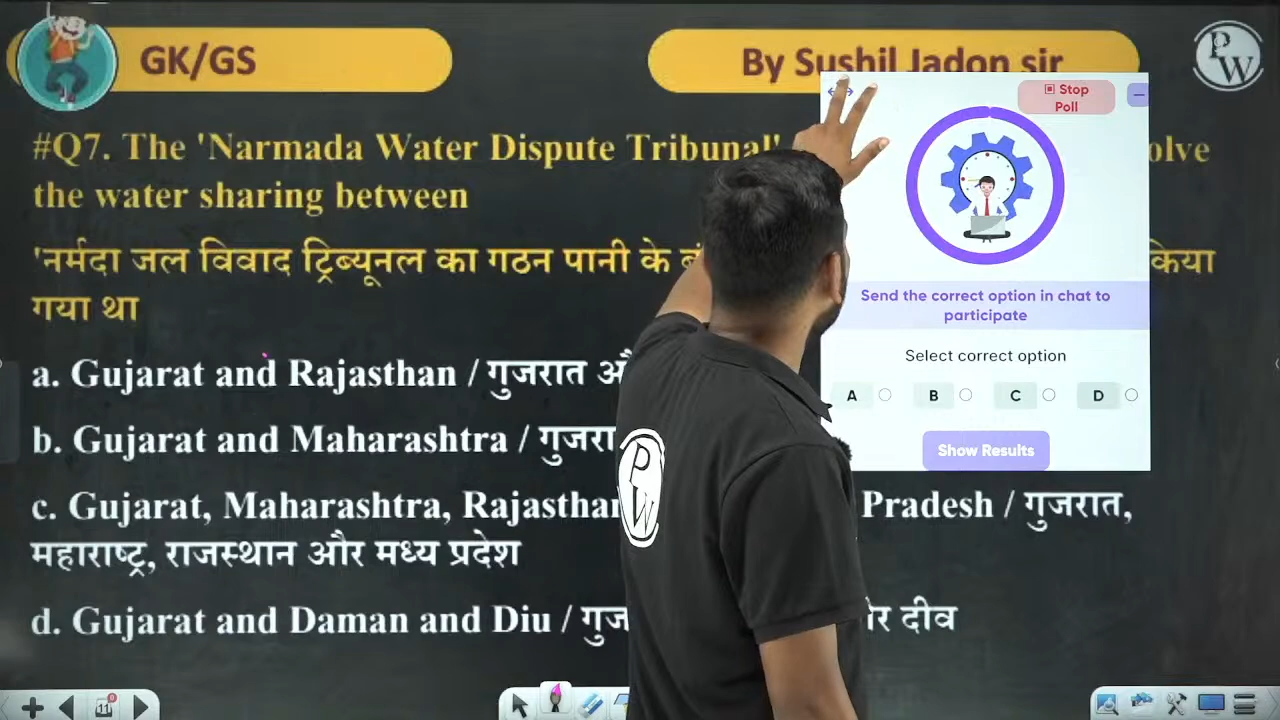 GK/GS
By Sushil Jadon sir
PW
Stop
Poll
#Q7. The 'Narmada Water Dispute Tribunal' olve
the water sharing between
'नर्मदा जल विवाद ट्रिब्यूनल का गठन पानी के किया
गया था
Send the correct option in chat to
participate
Select correct option
A B C D
Show Results
a. Gujarat and Rajasthan / गुजरात
b. Gujarat and Maharashtra /
c. Gujarat, Maharashtra, Pradesh / गुजरात,
महाराष्ट्र, राजस्थान और मध्य प्रदेश
d. Gujarat and Daman and Diu / दीव
PW
11